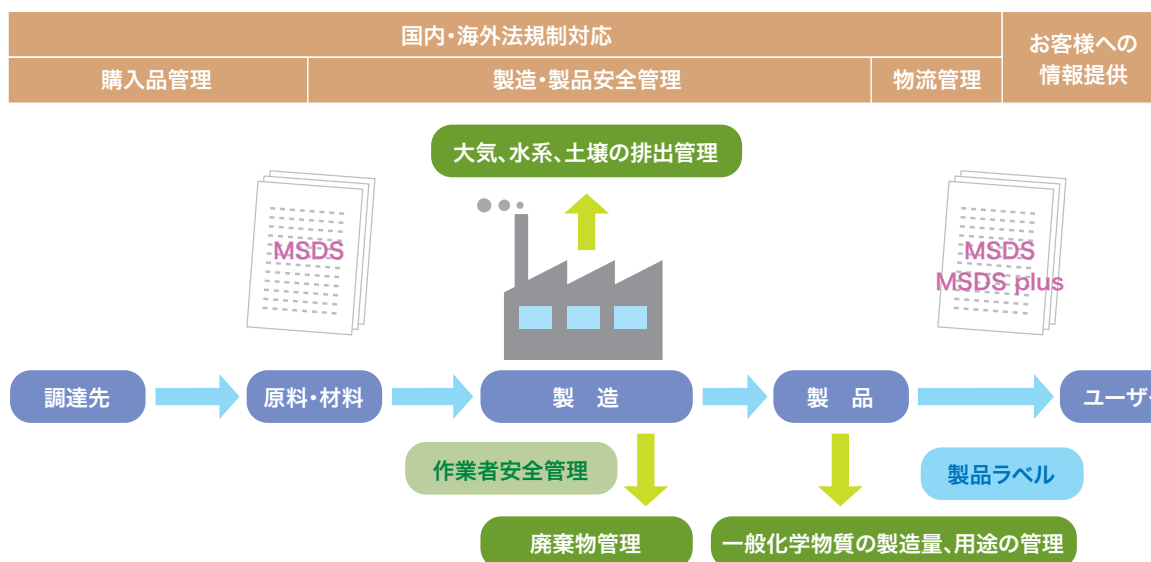 国内・海外法規制対応
お客様への
情報提供
購入品管理
製造・製品安全管理
物流管理
大気、水系、土壌の排出管理
MSDS
MSDS
MSDS plus
調達先
原料・材料
製　造
製　品
ユーザ
作業者安全管理
製品ラベル
廃棄物管理
一般化学物質の製造量、用途の管理